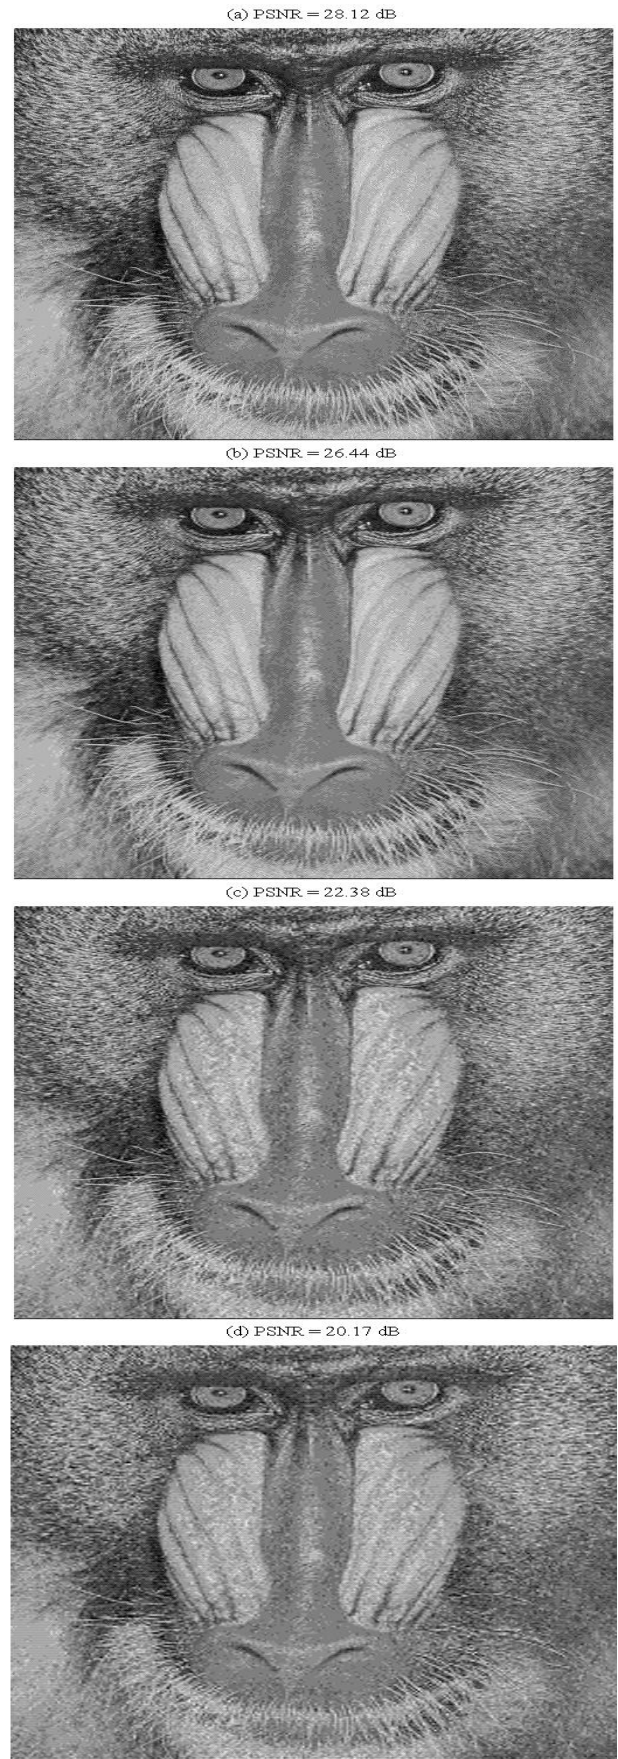 (a) PSNR = 28.12 dB
(b) PSNR = 26.44 dB
(c) PSNR = 22.38 dB
(d) PSNR = 20.17 dB